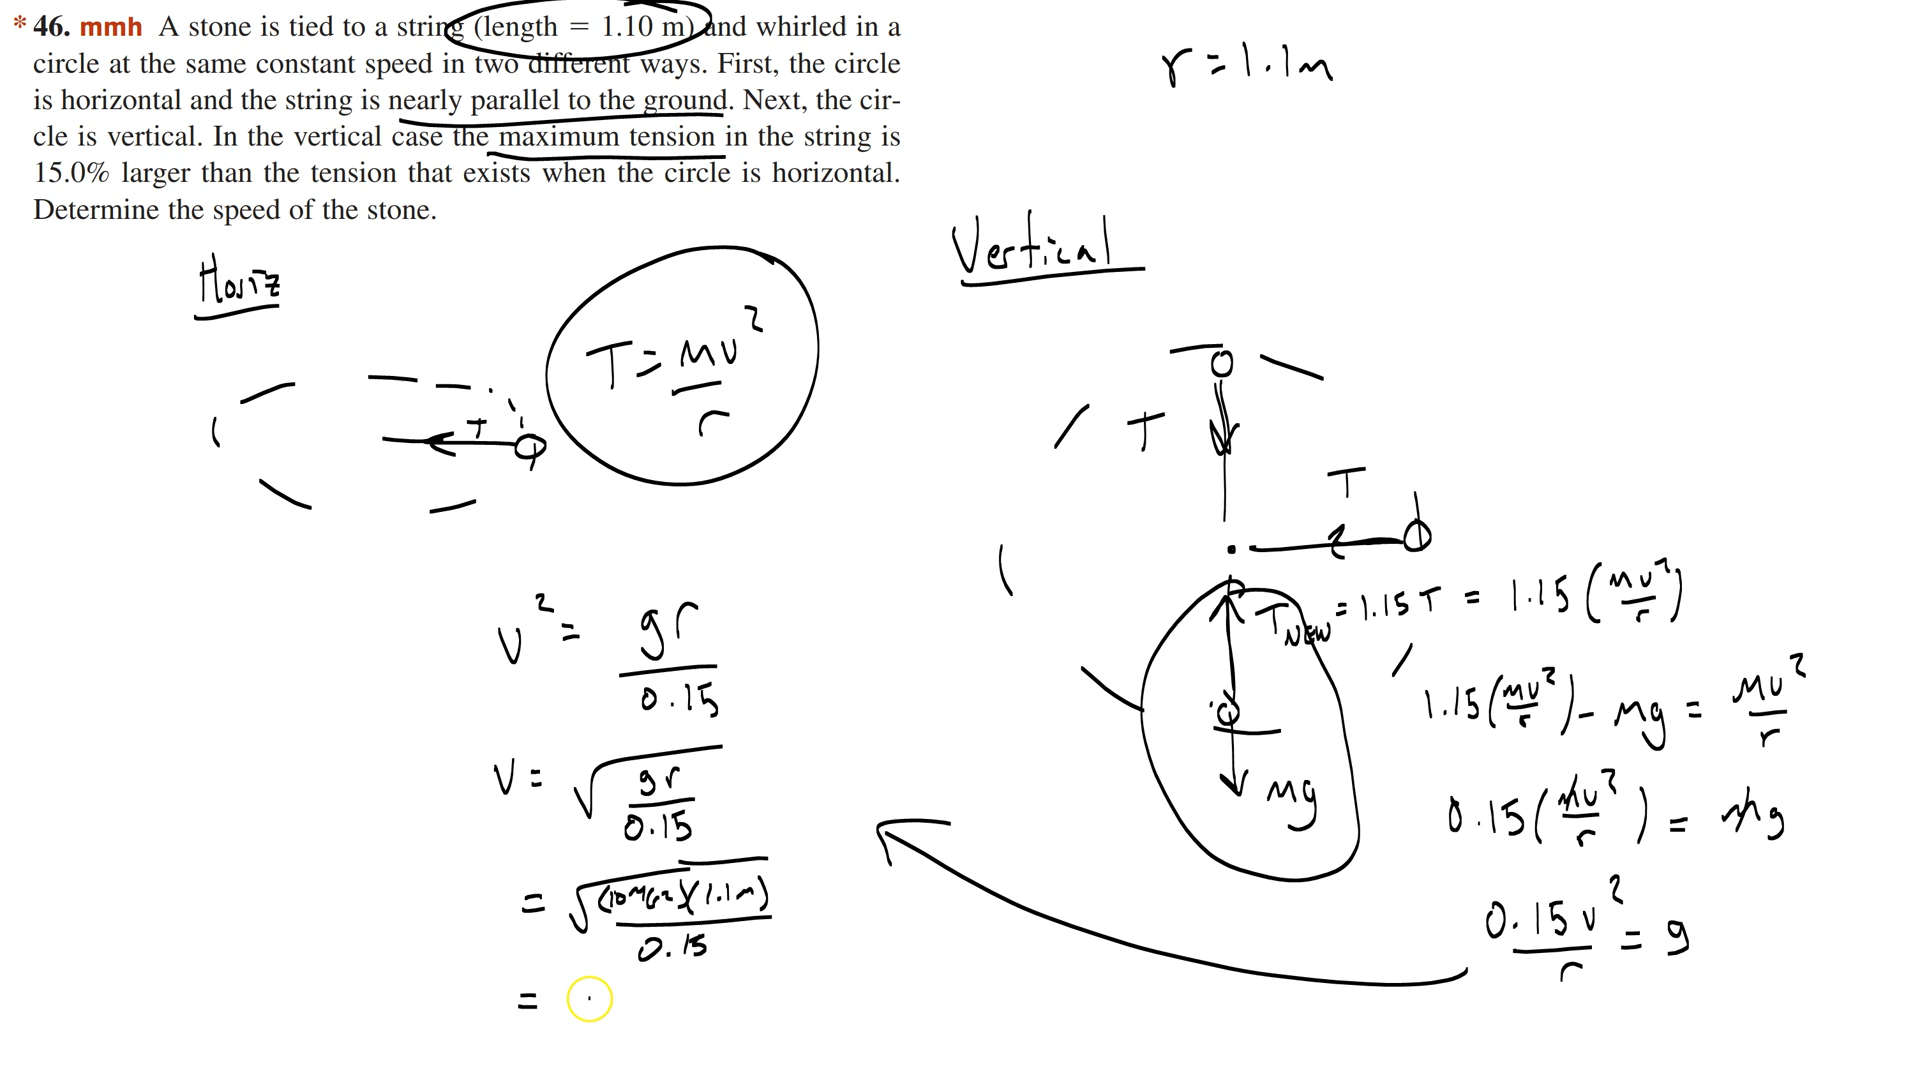 * 46. mmh A stone is tied to a string (length = 1.10 m) and whirled in a
circle at the same constant speed in two different ways. First, the circle
is horizontal and the string is nearly parallel to the ground. Next, the cir-
cle is vertical. In the vertical case the maximum tension in the string is
15.0% larger than the tension that exists when the circle is horizontal.
Determine the speed of the stone.
r = 1.1m
Horiz
T = mv²/r
T
v² = gr/0.15
v = √(gr/0.15)
= √((10 m/s²)(1.1m)/0.15)
=
Vertical
T
T
T_NEW = 1.15 T = 1.15 (mv²/r)
mg
1.15(mv²/r) - mg = mv²/r
0.15(mv²/r) = mg
0.15v²/r = g